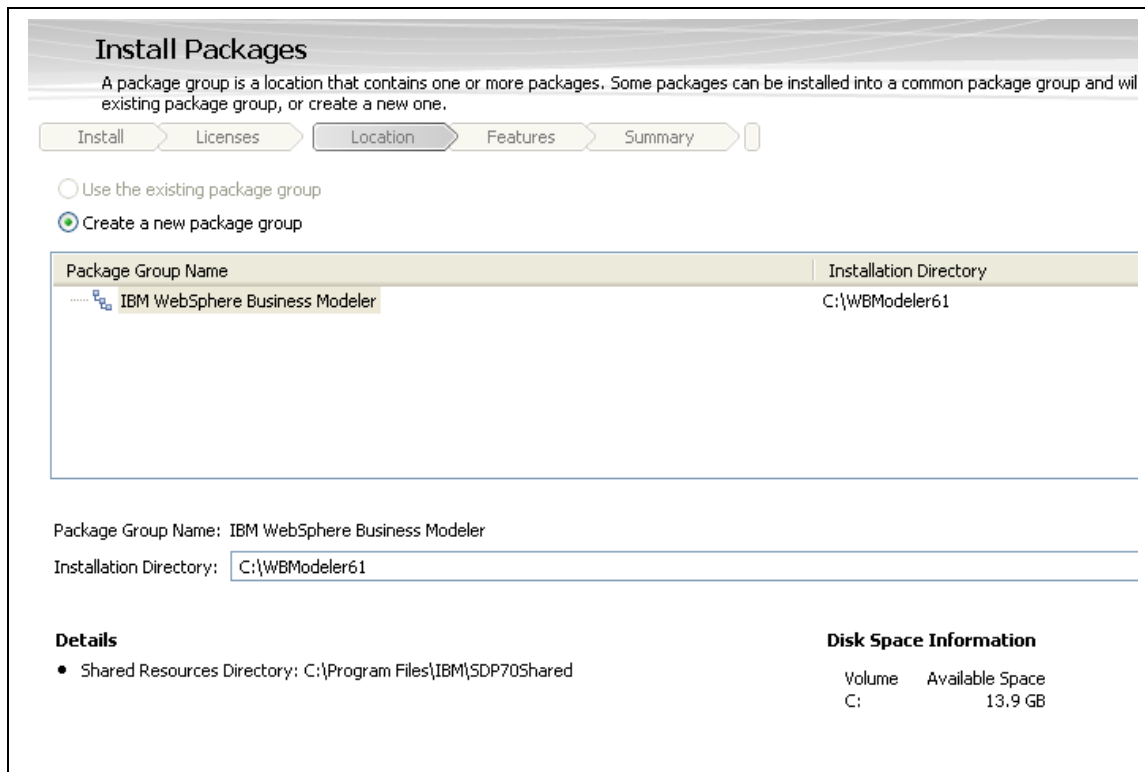 Install Packages
A package group is a location that contains one or more packages. Some packages can be installed into a common package group and wil
existing package group, or create a new one.
Install Licenses Location Features Summary
Use the existing package group
Create a new package group
Package Group Name Installation Directory
IBM WebSphere Business Modeler C:\WBModeler61
Package Group Name: IBM WebSphere Business Modeler
Installation Directory: C:\WBModeler61
Details Disk Space Information
• Shared Resources Directory: C:\Program Files\IBM\SDP70Shared
Volume Available Space
C: 13.9 GB